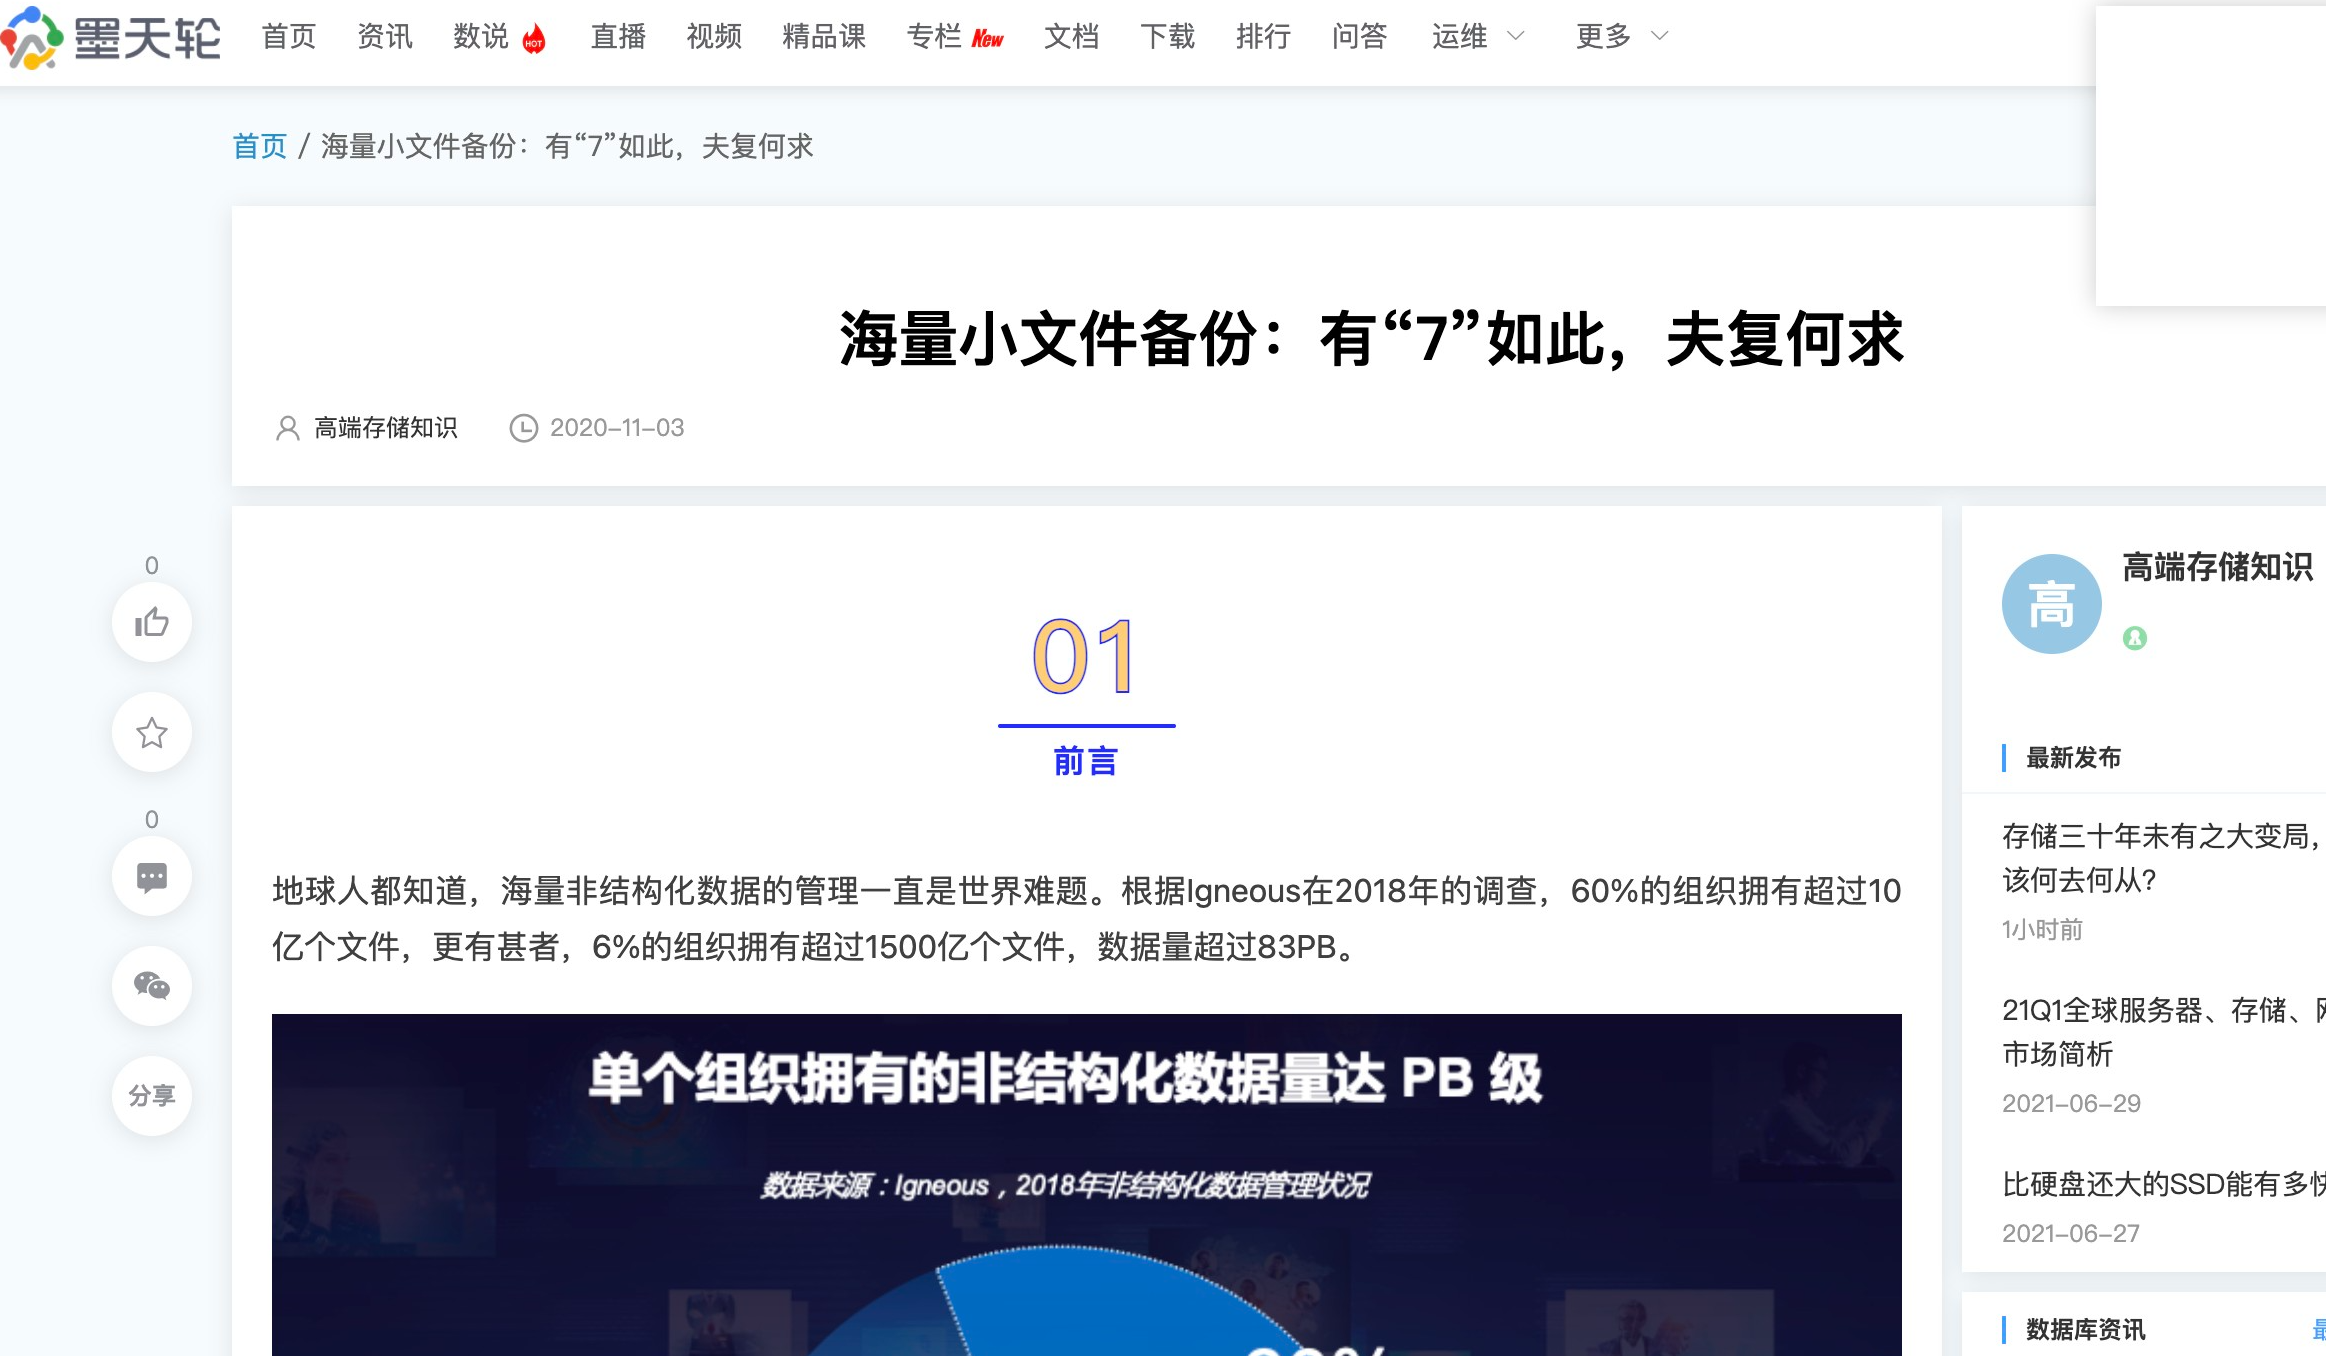 墨天轮 首页 资讯 数说 HOT 直播 视频 精品课 专栏 New 文档 下载 排行 问答 运维 更多
首页 / 海量小文件备份：有“7”如此，夫复何求
海量小文件备份：有“7”如此，夫复何求
高端存储知识 2020-11-03
0
0
分享
01
前言
地球人都知道，海量非结构化数据的管理一直是世界难题。根据Igneous在2018年的调查，60%的组织拥有超过10
亿个文件，更有甚者，6%的组织拥有超过1500亿个文件，数据量超过83PB。
单个组织拥有的非结构化数据量达 PB 级
数据来源：Igneous，2018年非结构化数据管理状况
高
高端存储知识
最新发布
存储三十年未有之大变局，
该何去何从？
1小时前
21Q1全球服务器、存储、
市场简析
2021-06-29
比硬盘还大的SSD能有多快
2021-06-27
数据库资讯